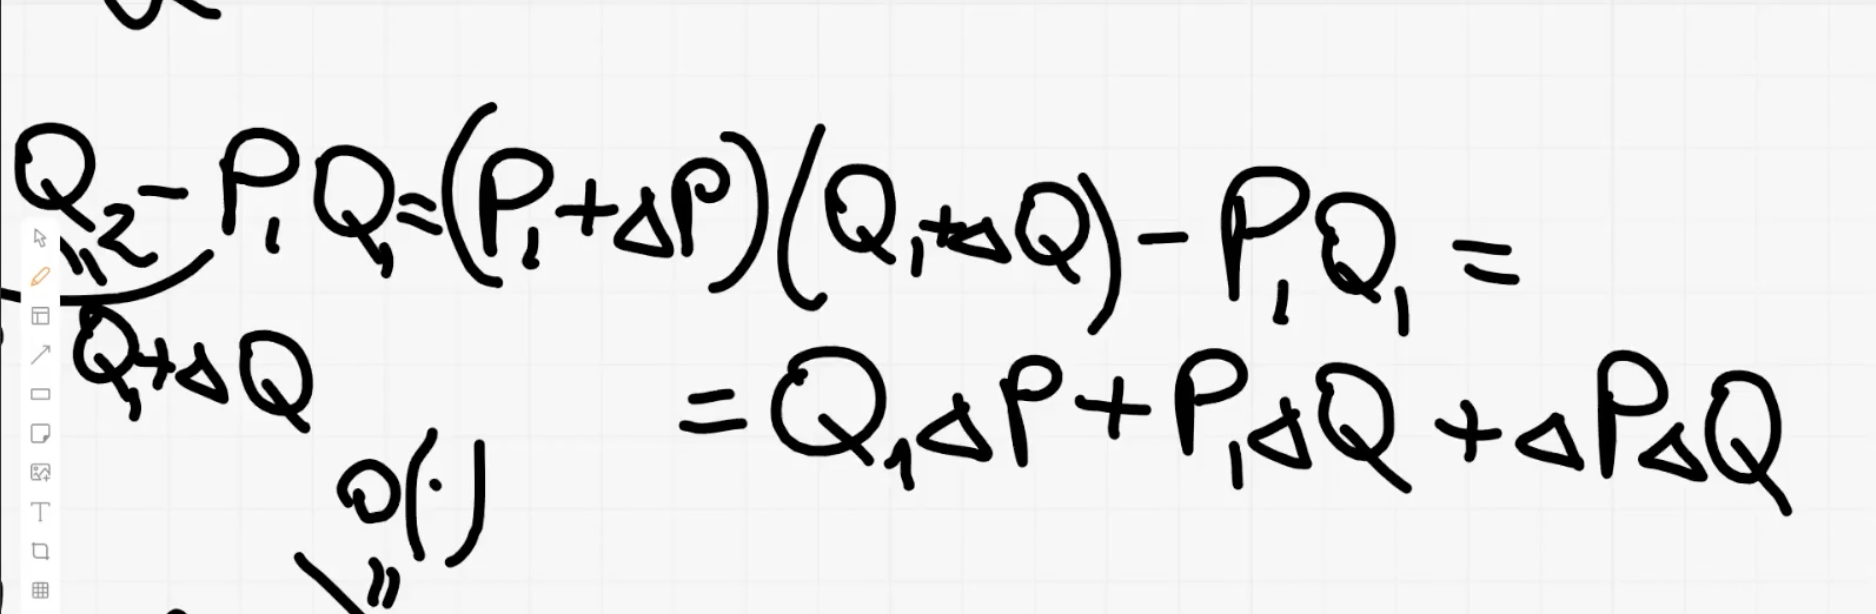 Q₂ - P₁Q₁ = (P₁ + ΔP)(Q₁ + ΔQ) - P₁Q₁ =
Q₁ + ΔQ
= Q₁ΔP + P₁ΔQ + ΔPΔQ
o(·)